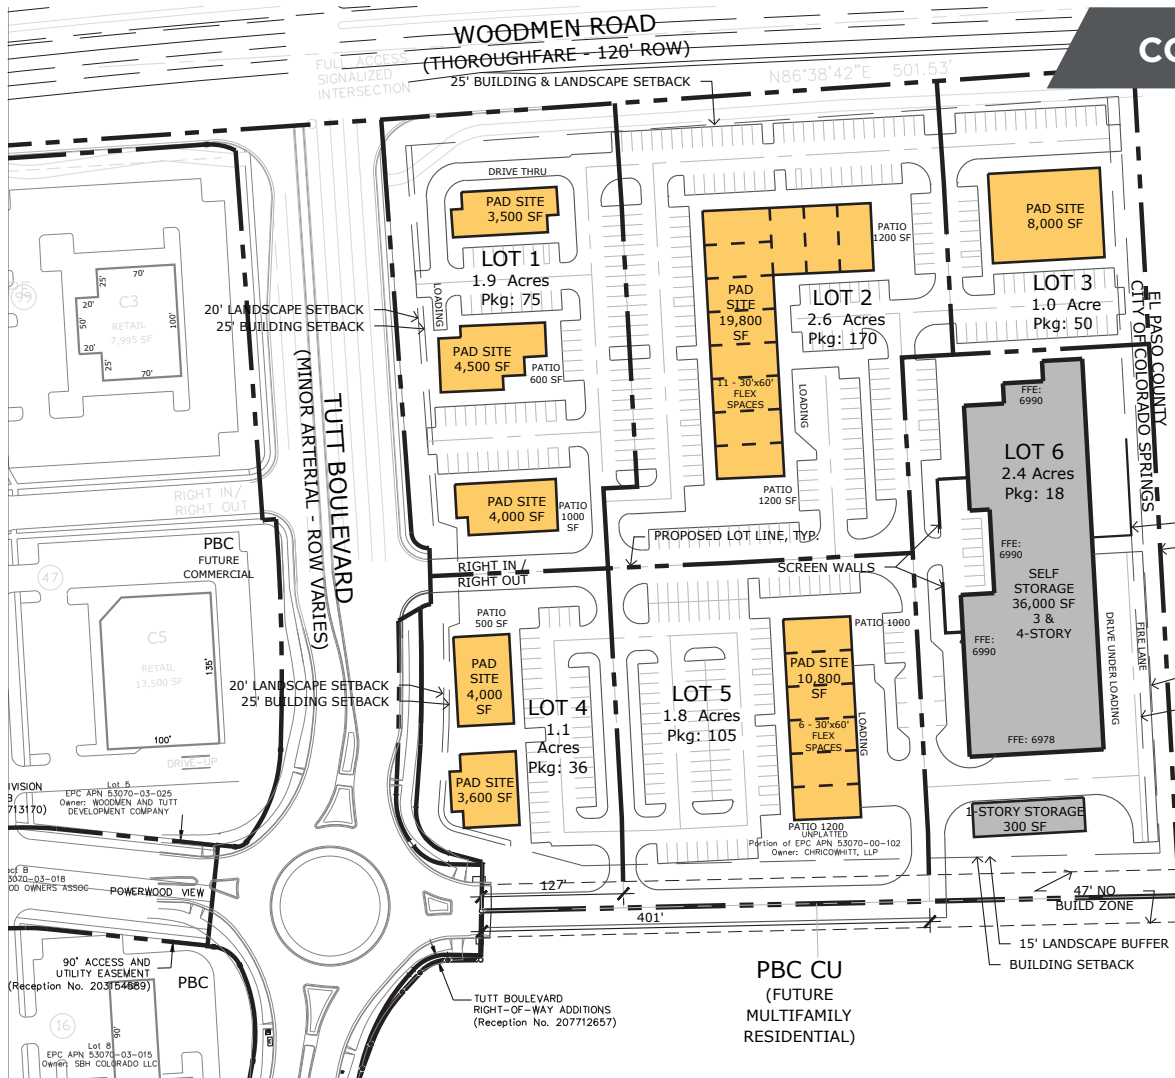 WOODMEN ROAD
(THOROUGHFARE - 120' ROW)
25' BUILDING & LANDSCAPE SETBACK
FULL ACCESS
SIGNALIZED
INTERSECTION
N86°38'42"E 501.53'
CO
DRIVE THRU
PAD SITE
3,500 SF
LOT 1
1.9 Acres
Pkg: 75
LOADING
20' LANDSCAPE SETBACK
25' BUILDING SETBACK
PAD SITE
4,500 SF
PATIO
600 SF
PAD SITE
4,000 SF
PATIO
1000
SF
PATIO
1200 SF
PAD
SITE
19,800
SF
11 - 30'x60'
FLEX
SPACES
LOT 2
2.6 Acres
Pkg: 170
LOADING
PATIO
1200 SF
PAD SITE
8,000 SF
LOT 3
1.0 Acre
Pkg: 50
EL PASO COUNTY
CITY OF COLORADO SPRINGS
70'
25'
20'
50'
C3
RETAIL
7,995 SF
100'
20'
25'
70'
99
TUTT BOULEVARD
(MINOR ARTERIAL - ROW VARIES)
RIGHT IN/
RIGHT OUT
PBC
FUTURE
COMMERCIAL
47
C5
RETAIL
13,500 SF
135'
100'
DRIVE-UP
RIGHT IN /
RIGHT OUT
PROPOSED LOT LINE, TYP.
SCREEN WALLS
FFE:
6990
LOT 6
2.4 Acres
Pkg: 18
FFE:
6990
SELF
STORAGE
36,000 SF
3 &
4-STORY
FFE:
6990
FFE: 6978
DRIVE UNDER LOADING
FIRE LANE
PATIO
500 SF
PAD
SITE
4,000
SF
20' LANDSCAPE SETBACK
25' BUILDING SETBACK
LOT 4
1.1
Acres
Pkg: 36
PAD SITE
3,600 SF
LOT 5
1.8 Acres
Pkg: 105
PATIO 1000
PAD SITE
10,800
SF
6 - 30'x60'
FLEX
SPACES
LOADING
PATIO 1200
UNPLATTED
Portion of EPC APN 53070-00-102
Owner: CHRICOWHITT, LLP
1-STORY STORAGE
300 SF
IVISION
713170)
Lot 5
EPC APN 53070-03-025
Owner: WOODMEN AND TUTT
DEVELOPMENT COMPANY
3070-03-018
OD OWNERS ASSOC
POWERWOOD VIEW
127'
401'
47' NO
BUILD ZONE
15' LANDSCAPE BUFFER
BUILDING SETBACK
90' ACCESS AND
UTILITY EASEMENT
(Reception No. 203154689)
PBC
TUTT BOULEVARD
RIGHT-OF-WAY ADDITIONS
(Reception No. 207712657)
PBC CU
(FUTURE
MULTIFAMILY
RESIDENTIAL)
16
90'
Lot 8
EPC APN 53070-03-015
Owner: SBH COLORADO LLC